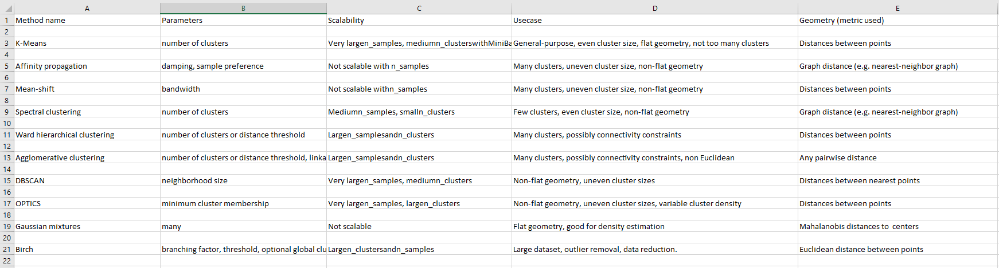 A B C D E
1 Method name Parameters Scalability Usecase Geometry (metric used)
2
3 K-Means number of clusters Very largen_samples, mediumn_clusterswithMiniBa General-purpose, even cluster size, flat geometry, not too many clusters Distances between points
4
5 Affinity propagation damping, sample preference Not scalable with n_samples Many clusters, uneven cluster size, non-flat geometry Graph distance (e.g. nearest-neighbor graph)
6
7 Mean-shift bandwidth Not scalable withn_samples Many clusters, uneven cluster size, non-flat geometry Distances between points
8
9 Spectral clustering number of clusters Mediumn_samples, smalln_clusters Few clusters, even cluster size, non-flat geometry Graph distance (e.g. nearest-neighbor graph)
10
11 Ward hierarchical clustering number of clusters or distance threshold Largen_samplesandn_clusters Many clusters, possibly connectivity constraints Distances between points
12
13 Agglomerative clustering number of clusters or distance threshold, linka Largen_samplesandn_clusters Many clusters, possibly connectivity constraints, non Euclidean Any pairwise distance
14
15 DBSCAN neighborhood size Very largen_samples, mediumn_clusters Non-flat geometry, uneven cluster sizes Distances between nearest points
16
17 OPTICS minimum cluster membership Very largen_samples, largen_clusters Non-flat geometry, uneven cluster sizes, variable cluster density Distances between points
18
19 Gaussian mixtures many Not scalable Flat geometry, good for density estimation Mahalanobis distances to  centers
20
21 Birch branching factor, threshold, optional global clu Largen_clustersandn_samples Large dataset, outlier removal, data reduction. Euclidean distance between points
22